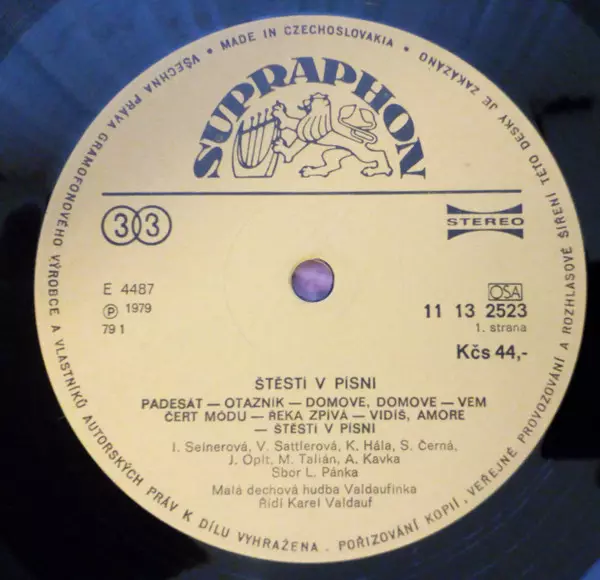 VŠECHNA PRÁVA GRAMOFONOVÉHO VÝROBCE A VLASTNÍKŮ AUTORSKÝCH PRÁV K DÍLU VYHRAŽENA. POŘIZOVÁNÍ KOPIÍ, VEŘEJNÉ PROVOZOVÁNÍ A ROZHLASOVÉ ŠÍŘENÍ TÉTO DESKY JE ZAKÁZÁNO • MADE IN CZECHOSLOVAKIA •
SUPRAPHON
33
STEREO
E 4487
Ⓟ 1979
79 1
OSA
11 13 2523
1. strana
Kčs 44,-
ŠTĚSTÍ V PÍSNI
PADESÁT — OTAZNÍK — DOMOVE, DOMOVE — VEM
ČERT MÓDU — ŘEKA ZPÍVÁ — VIDÍŠ, AMORE
— ŠTĚSTÍ V PÍSNI
I. Seinerová, V. Sattlerová, K. Hála, S. Černá,
J. Opit, M. Talián, A. Kavka
Sbor L. Pánka
Malá dechová hudba Valdaufinka
Řídí Karel Valdauf